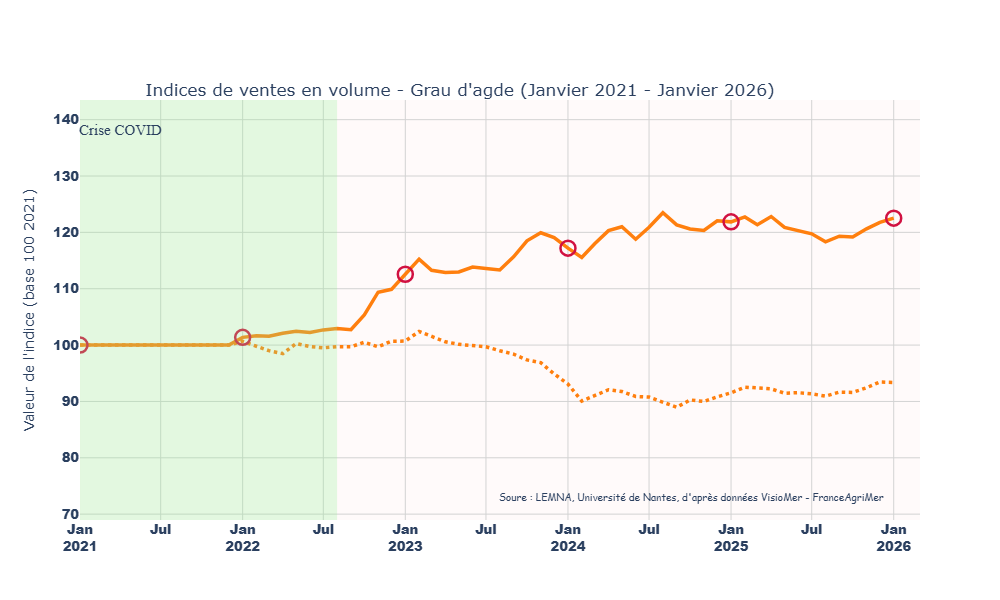 Indices de ventes en volume - Grau d'agde (Janvier 2021 - Janvier 2026)
Crise COVID
Valeur de l'indice (base 100 2021)
140
130
120
110
100
90
80
70
Soure : LEMNA, Université de Nantes, d'après données VisioMer - FranceAgriMer
Jan Jul Jan Jul Jan Jul Jan Jul Jan Jul Jan
2021 2022 2023 2024 2025 2026